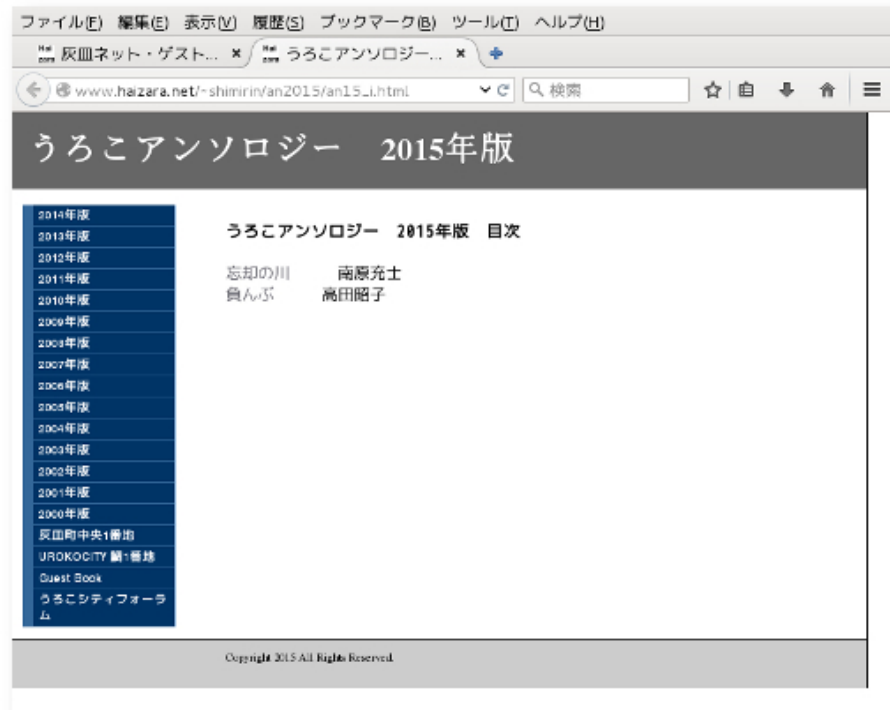 ファイル(F) 編集(E) 表示(V) 履歴(S) ブックマーク(B) ツール(T) ヘルプ(H)
灰皿ネット・ゲスト... × うろこアンソロジー... ×
www.haizara.net/~shimirin/an2015/an15_i.html 検索
うろこアンソロジー 2015年版
2014年版
2013年版
2012年版
2011年版
2010年版
2009年版
2008年版
2007年版
2006年版
2005年版
2004年版
2003年版
2002年版
2001年版
2000年版
灰皿町中央1番地
UROKOCITY 闇1番地
Guest Book
うろこシティフォーラ
ム
うろこアンソロジー 2015年版 目次
忘却の川 南原充士
負んぶ 高田昭子
Copyright 2015 All Rights Reserved.